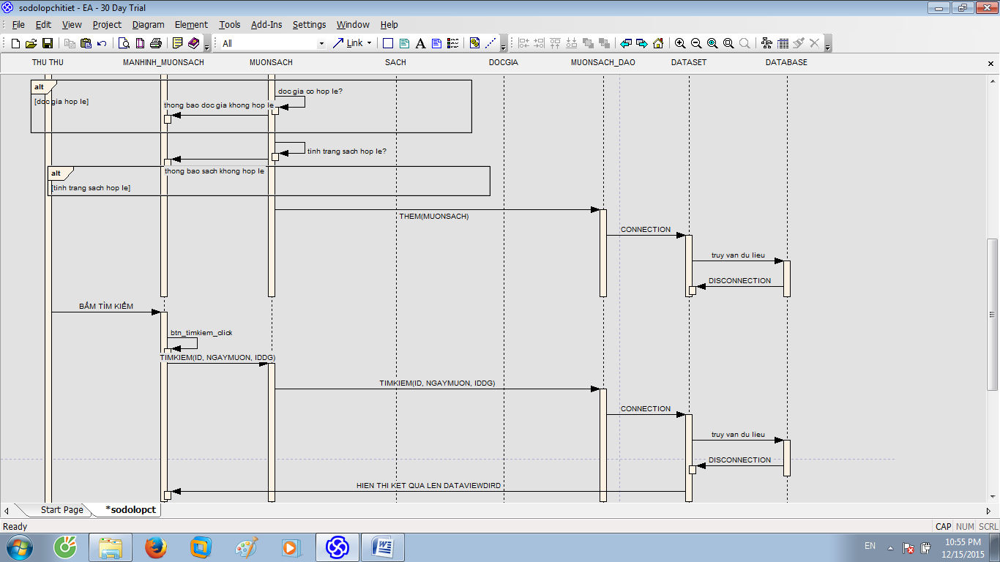 sodolopchitiet - EA - 30 Day Trial
File Edit View Project Diagram Element Tools Add-Ins Settings Window Help
All Link A
THU THU MANHINH_MUONSACH MUONSACH SACH DOCGIA MUONSACH_DAO DATASET DATABASE
alt
doc gia co hop le?
[doc gia hop le]
thong bao doc gia khong hop le
tinh trang sach hop le?
alt
thong bao sach khong hop le
[tinh trang sach hop le]
THEM(MUONSACH)
CONNECTION
truy van du lieu
DISCONNECTION
BẤM TÌM KIẾM
btn_timkiem_click
TIMKIEM(ID, NGAYMUON, IDDG)
TIMKIEM(ID, NGAYMUON, IDDG)
CONNECTION
truy van du lieu
DISCONNECTION
HIEN THI KET QUA LEN DATAVIEWDIRD
Start Page *sodolopct
Ready CAP NUM SCRL
EN 10:55 PM
12/15/2015